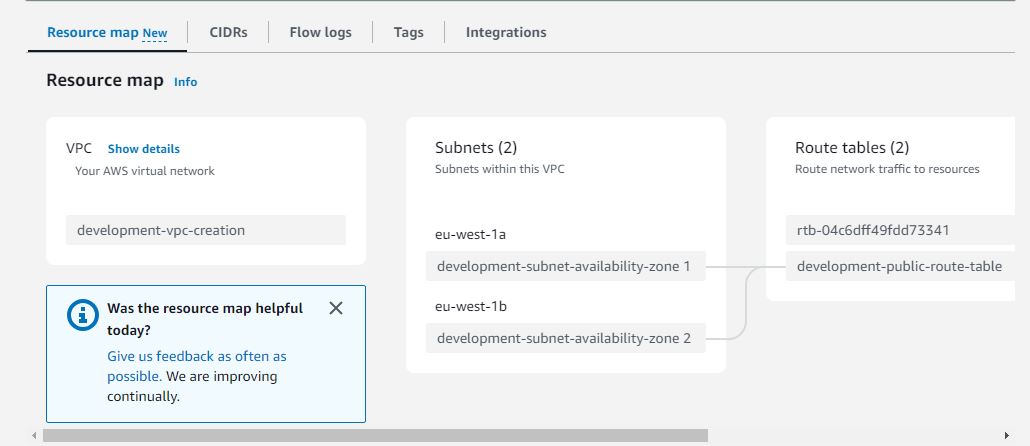 Resource map New
CIDRs
Flow logs
Tags
Integrations
Resource map Info
VPC Show details
Your AWS virtual network
development-vpc-creation
Subnets (2)
Subnets within this VPC
eu-west-1a
development-subnet-availability-zone 1
eu-west-1b
development-subnet-availability-zone 2
Route tables (2)
Route network traffic to resources
rtb-04c6dff49fdd73341
development-public-route-table
Was the resource map helpful
today?
Give us feedback as often as
possible. We are improving
continually.